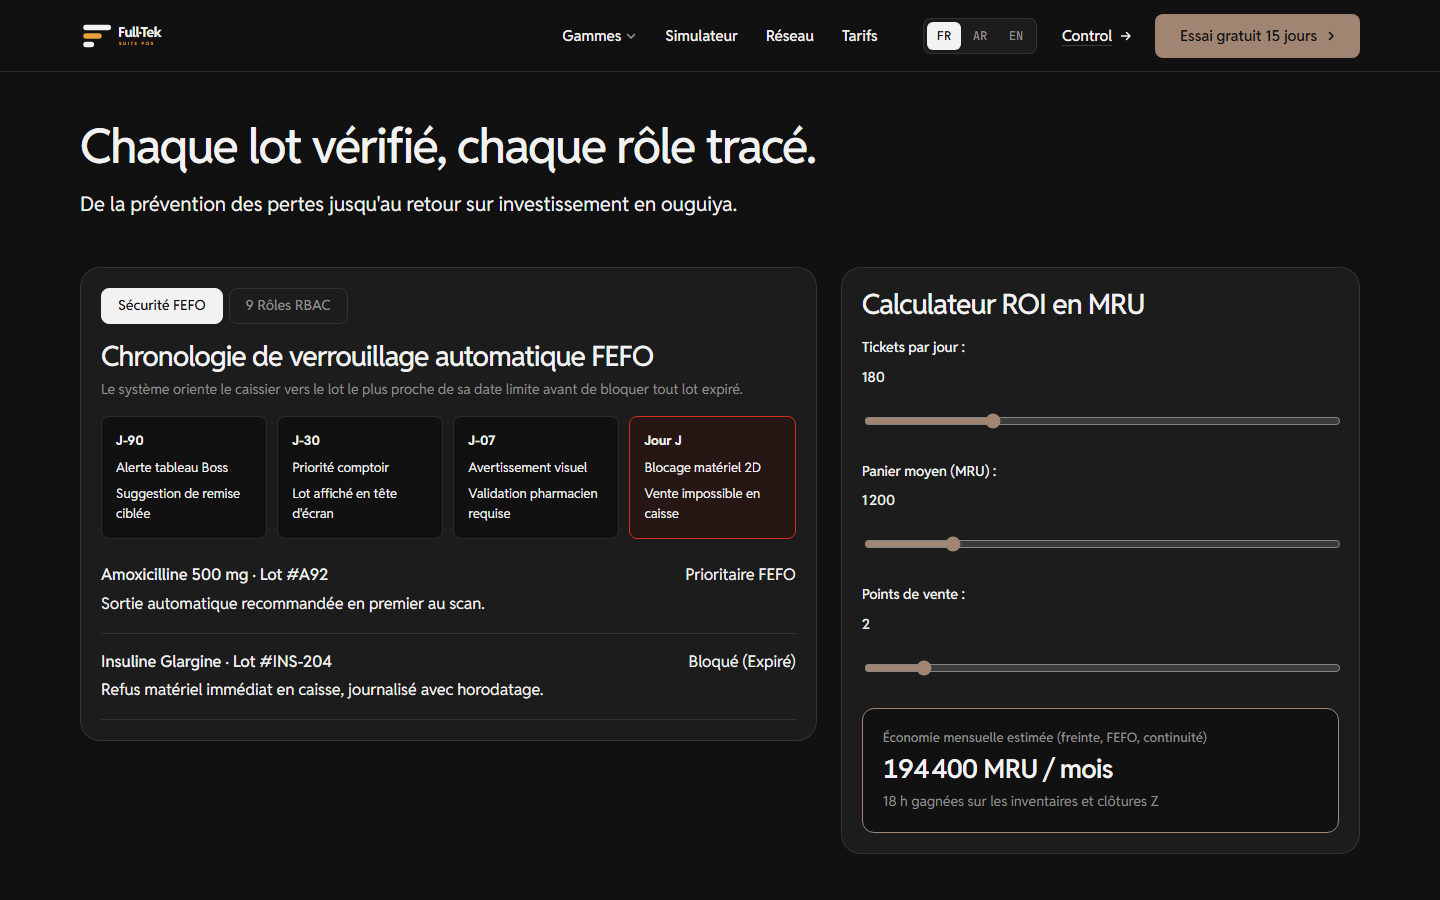 Full-Tek
SUITE POS
Gammes
Simulateur
Réseau
Tarifs
FR
AR
EN
Control →
Essai gratuit 15 jours
Chaque lot vérifié, chaque rôle tracé.
De la prévention des pertes jusqu'au retour sur investissement en ouguiya.
Sécurité FEFO
9 Rôles RBAC
Chronologie de verrouillage automatique FEFO
Le système oriente le caissier vers le lot le plus proche de sa date limite avant de bloquer tout lot expiré.
J-90
Alerte tableau Boss
Suggestion de remise
ciblée
J-30
Priorité comptoir
Lot affiché en tête
d'écran
J-07
Avertissement visuel
Validation pharmacien
requise
Jour J
Blocage matériel 2D
Vente impossible en
caisse
Amoxicilline 500 mg · Lot #A92
Prioritaire FEFO
Sortie automatique recommandée en premier au scan.
Insuline Glargine · Lot #INS-204
Bloqué (Expiré)
Refus matériel immédiat en caisse, journalisé avec horodatage.
Calculateur ROI en MRU
Tickets par jour :
180
Panier moyen (MRU) :
1 200
Points de vente :
2
Économie mensuelle estimée (freinte, FEFO, continuité)
194 400 MRU / mois
18 h gagnées sur les inventaires et clôtures Z